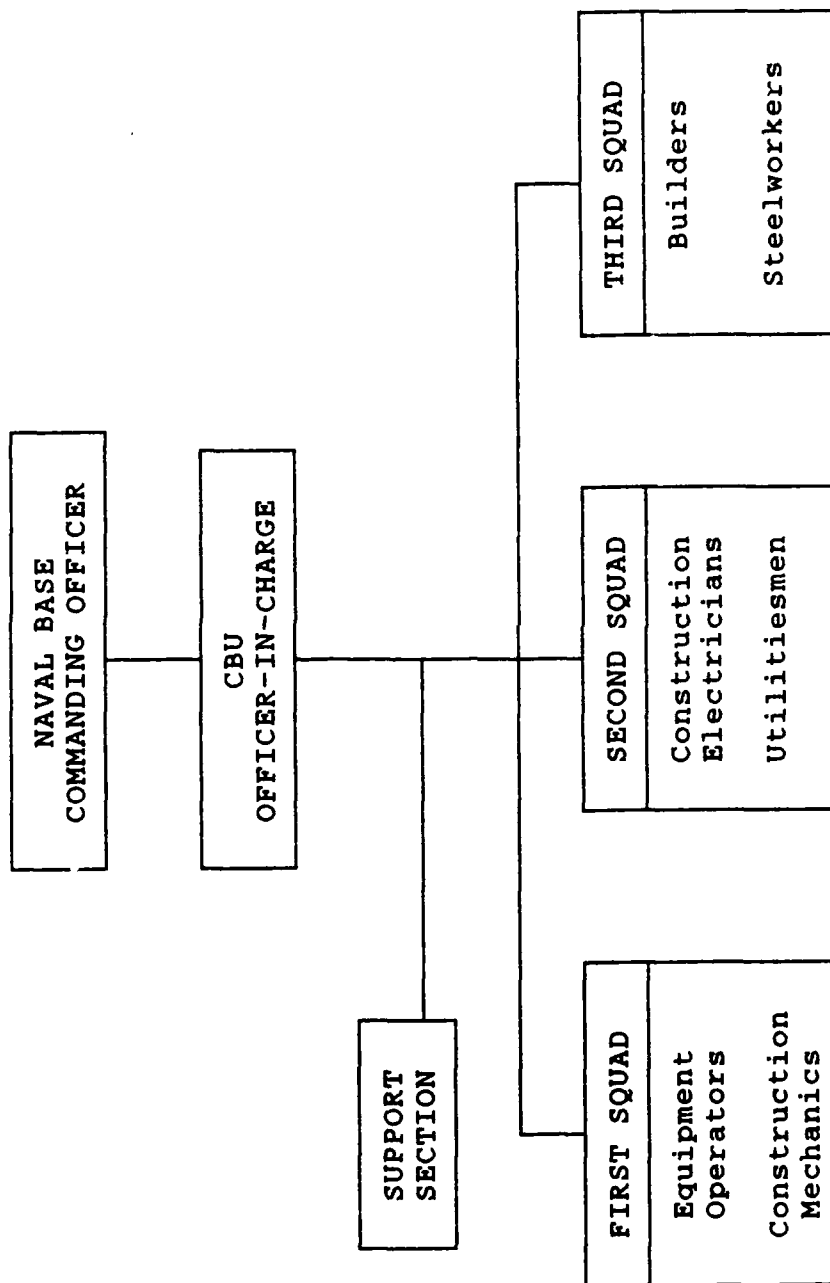 NAVAL BASE
COMMANDING OFFICER
CBU
OFFICER-IN-CHARGE
SUPPORT
SECTION
FIRST SQUAD
Equipment
Operators
Construction
Mechanics
SECOND SQUAD
Construction
Electricians
Utilitiesmen
THIRD SQUAD
Builders
Steelworkers